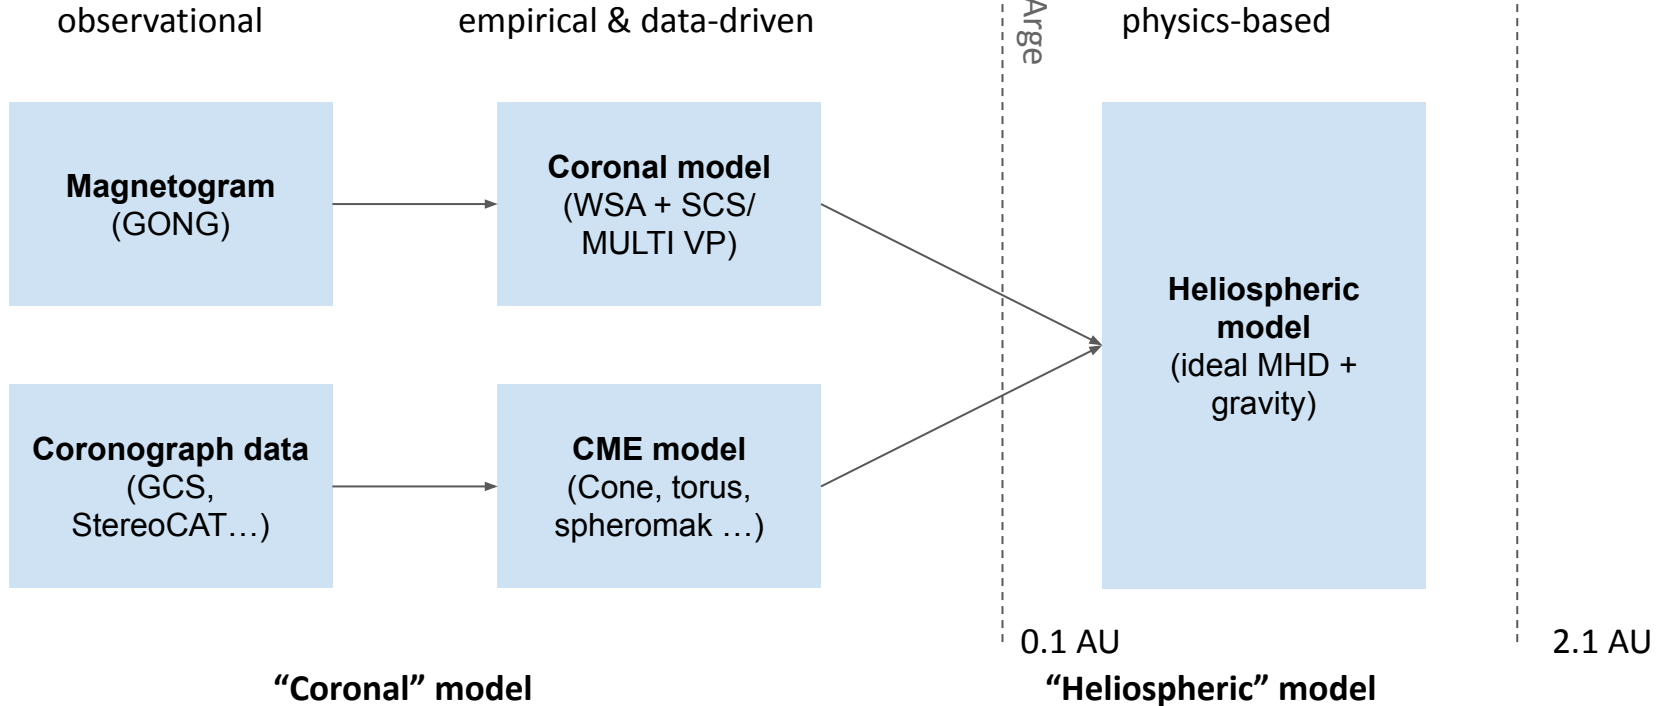 observational
empirical & data-driven
Arge
physics-based
Magnetogram
(GONG)
Coronal model
(WSA + SCS/
MULTI VP)
Heliospheric
model
(ideal MHD +
gravity)
Coronograph data
(GCS,
StereoCAT…)
CME model
(Cone, torus,
spheromak …)
0.1 AU
2.1 AU
“Coronal” model
“Heliospheric” model